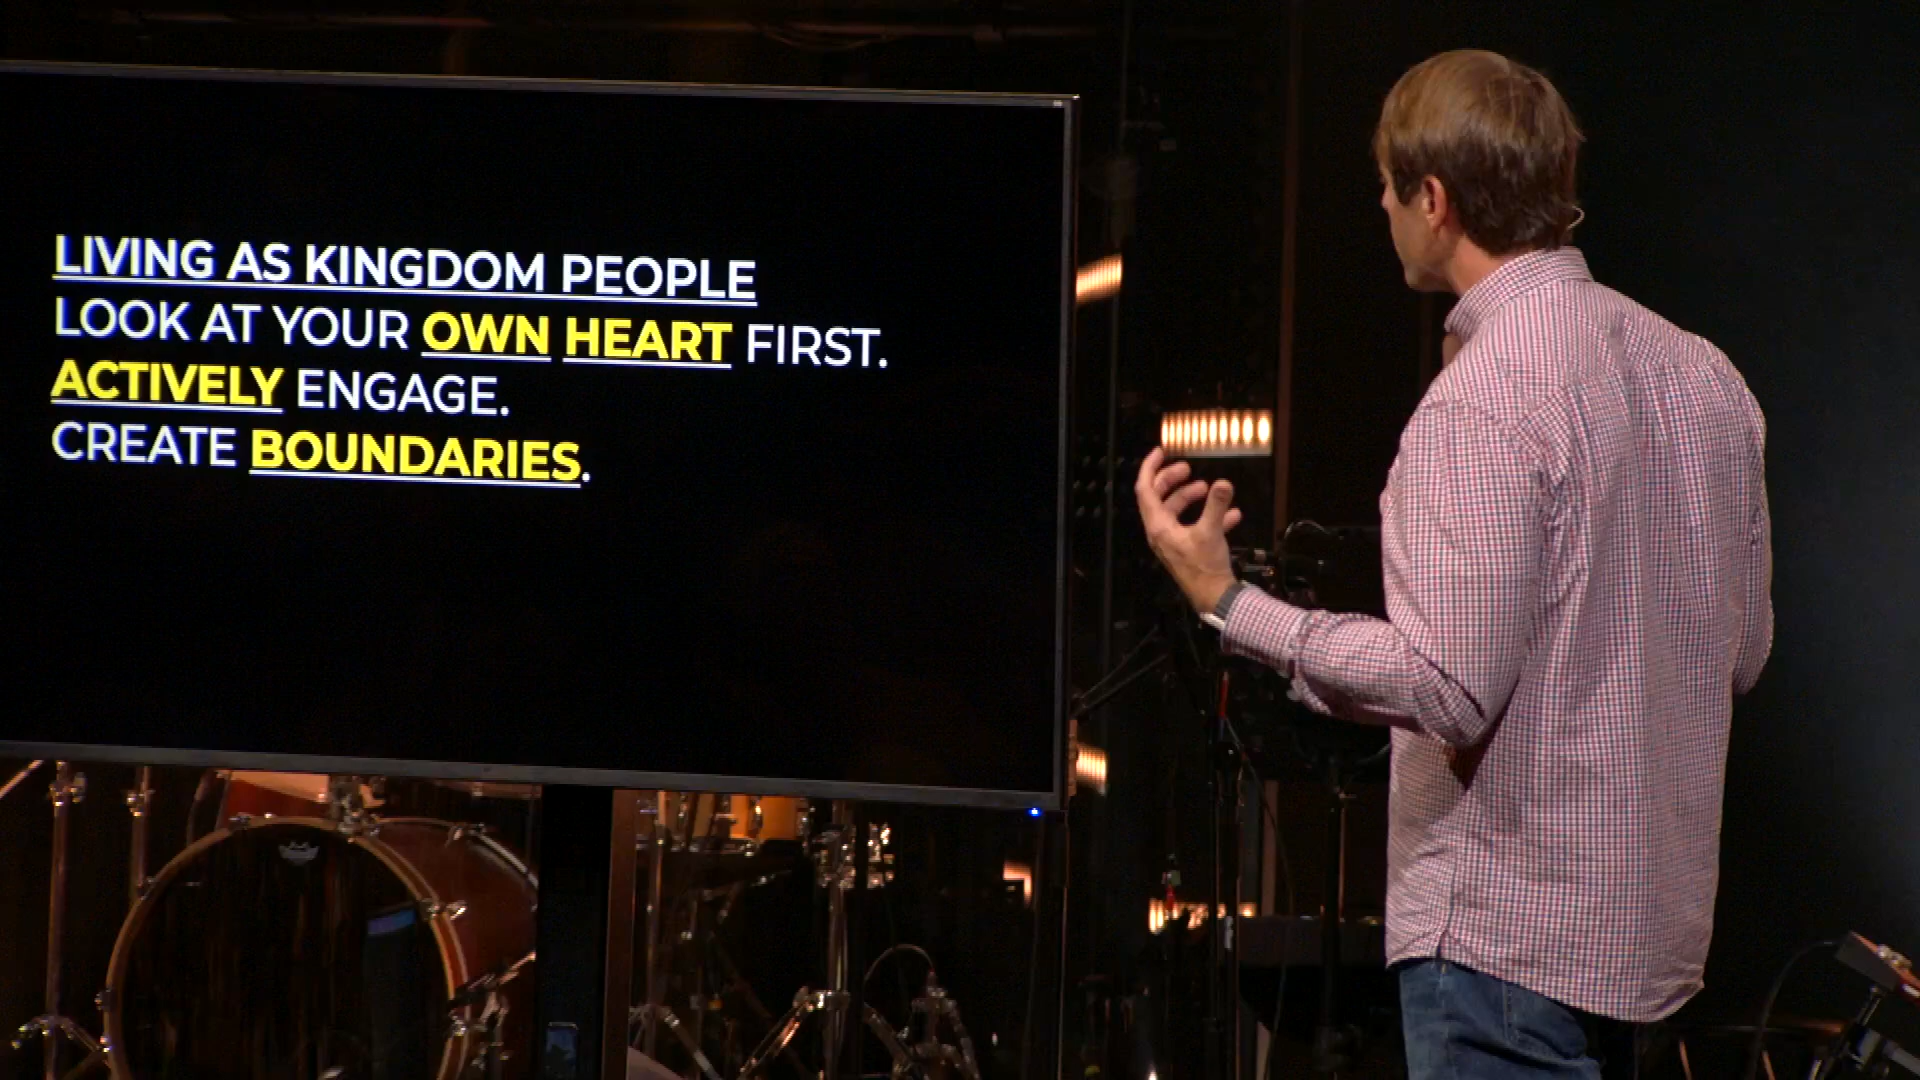 LIVING AS KINGDOM PEOPLE
LOOK AT YOUR OWN HEART FIRST.
ACTIVELY ENGAGE.
CREATE BOUNDARIES.